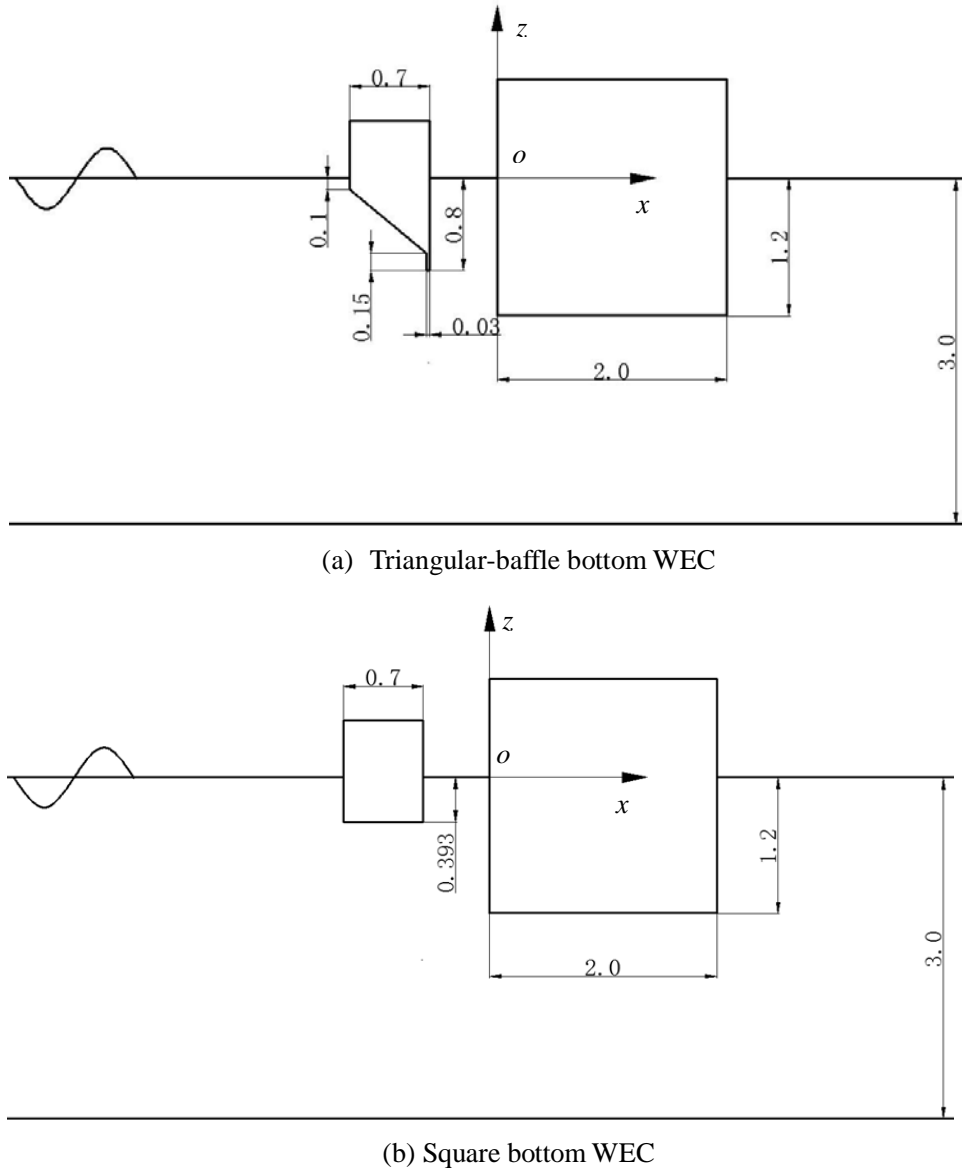 z
0.7
o
x
0.1
0.8
1.2
0.15
0.03
2.0
3.0
(a) Triangular-baffle bottom WEC
z
0.7
o
x
0.393
1.2
2.0
3.0
(b) Square bottom WEC